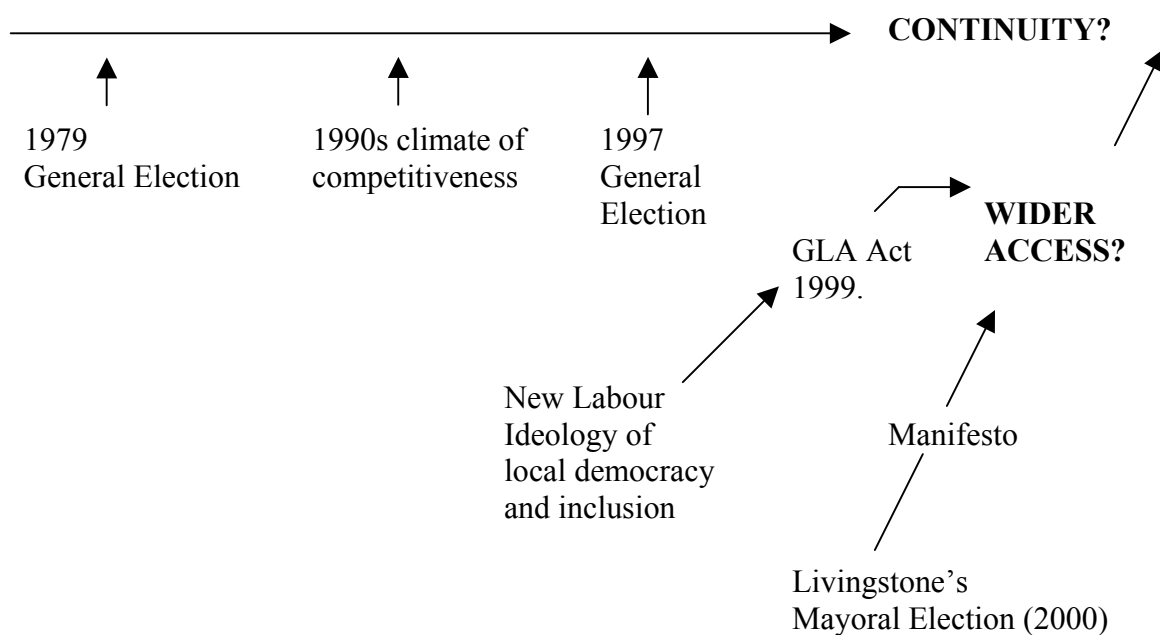 CONTINUITY?
1979
General Election
1990s climate of
competitiveness
1997
General
Election
WIDER
ACCESS?
GLA Act
1999.
New Labour
Ideology of
local democracy
and inclusion
Manifesto
Livingstone’s
Mayoral Election (2000)